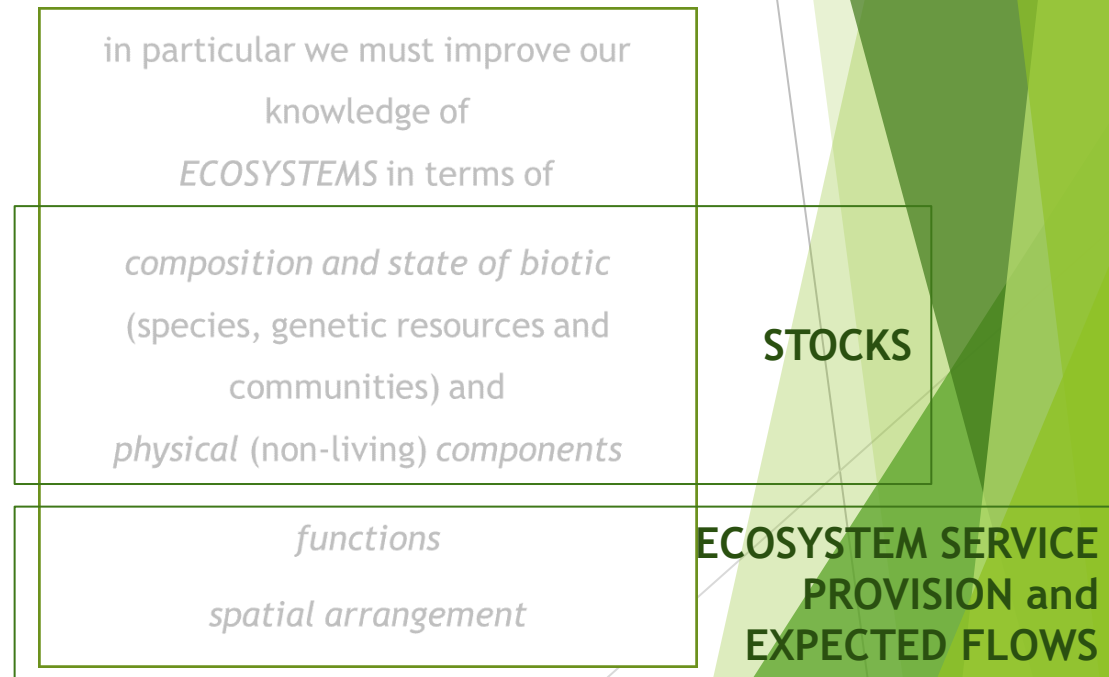 in particular we must improve our
knowledge of
ECOSYSTEMS in terms of
composition and state of biotic
(species, genetic resources and
communities) and
physical (non-living) components
STOCKS
functions
spatial arrangement
ECOSYSTEM SERVICE
PROVISION and
EXPECTED FLOWS